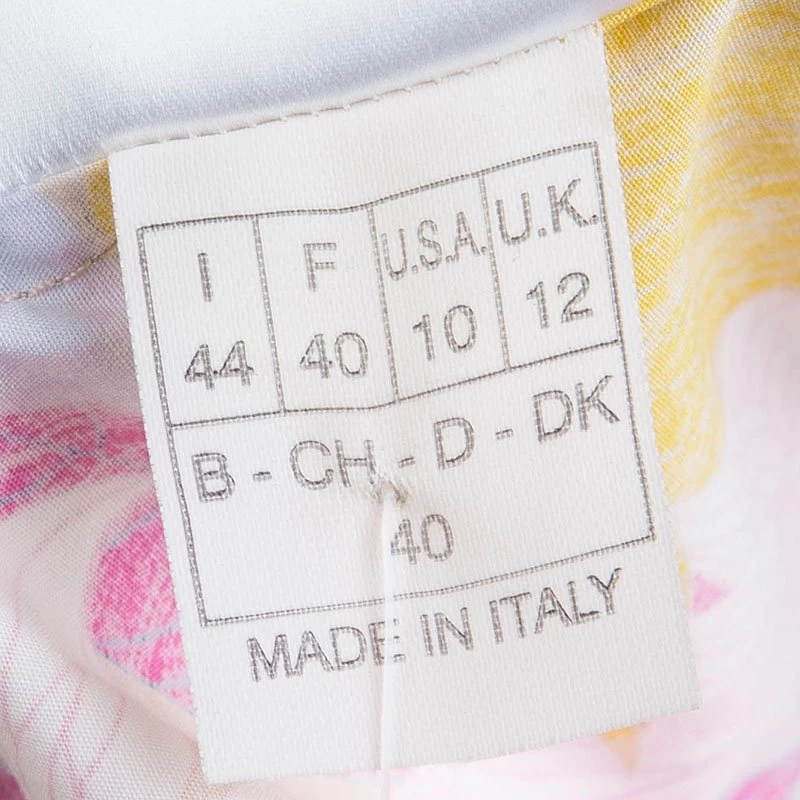 I F U.S.A. U.K.
44 40 10 12
B - CH - D - DK
40
MADE IN ITALY